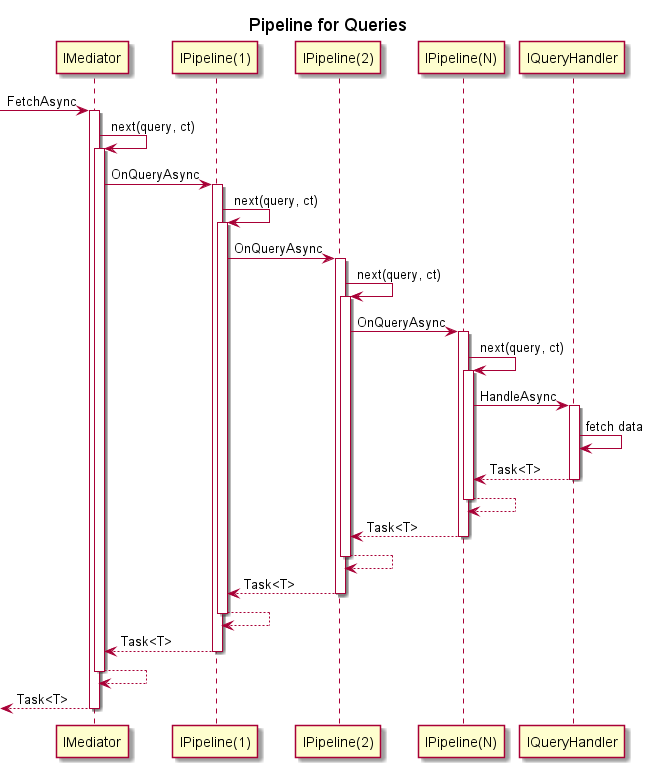 Pipeline for Queries
IMediator IPipeline(1) IPipeline(2) IPipeline(N) IQueryHandler
FetchAsync
next(query, ct)
OnQueryAsync
next(query, ct)
OnQueryAsync
next(query, ct)
OnQueryAsync
next(query, ct)
HandleAsync
fetch data
Task<T>
Task<T>
Task<T>
Task<T>
Task<T>
IMediator IPipeline(1) IPipeline(2) IPipeline(N) IQueryHandler